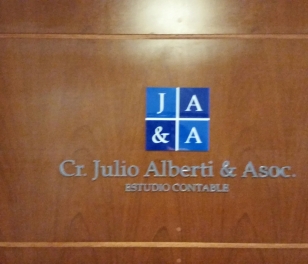 J A
& A
Cr. Julio Alberti & Asoc.
ESTUDIO CONTABLE